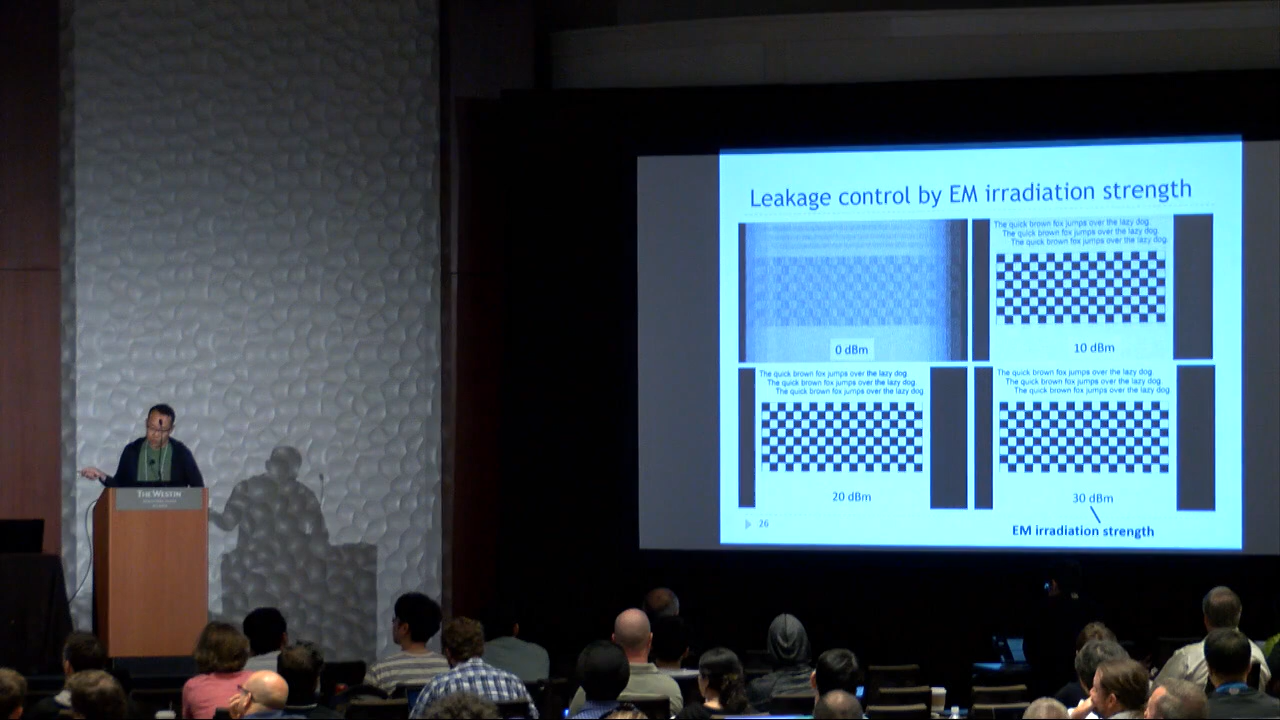 Leakage control by EM irradiation strength
0 dBm
The quick brown fox jumps over the lazy dog.
The quick brown fox jumps over the lazy dog.
The quick brown fox jumps over the lazy dog.
10 dBm
The quick brown fox jumps over the lazy dog.
The quick brown fox jumps over the lazy dog.
The quick brown fox jumps over the lazy dog.
20 dBm
The quick brown fox jumps over the lazy dog.
The quick brown fox jumps over the lazy dog.
The quick brown fox jumps over the lazy dog.
30 dBm
EM irradiation strength
26
THE WESTIN